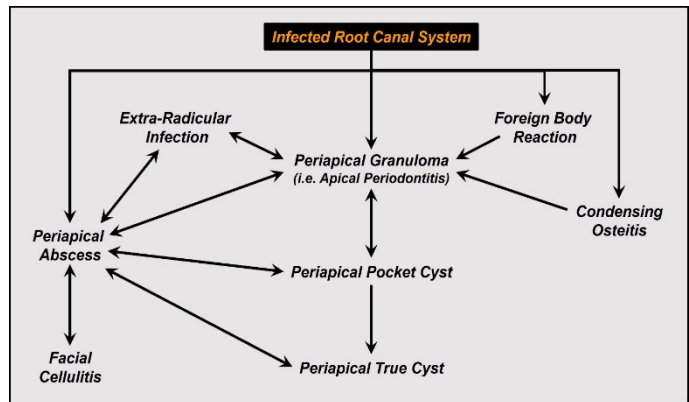 Infected Root Canal System
Extra-Radicular
Infection
Foreign Body
Reaction
Periapical Granuloma
(i.e. Apical Periodontitis)
Condensing
Osteitis
Periapical
Abscess
Periapical Pocket Cyst
Facial
Cellulitis
Periapical True Cyst